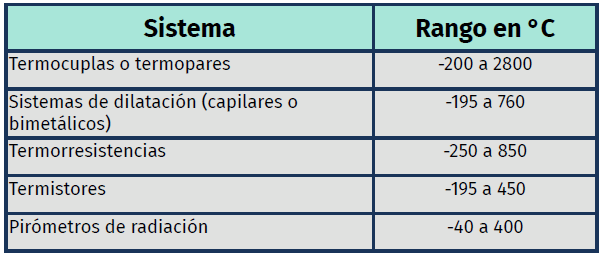 Sistema Rango en °C
Termocuplas o termopares -200 a 2800
Sistemas de dilatación (capilares o -195 a 760
bimetálicos)
Termorresistencias -250 a 850
Termistores -195 a 450
Pirómetros de radiación -40 a 400